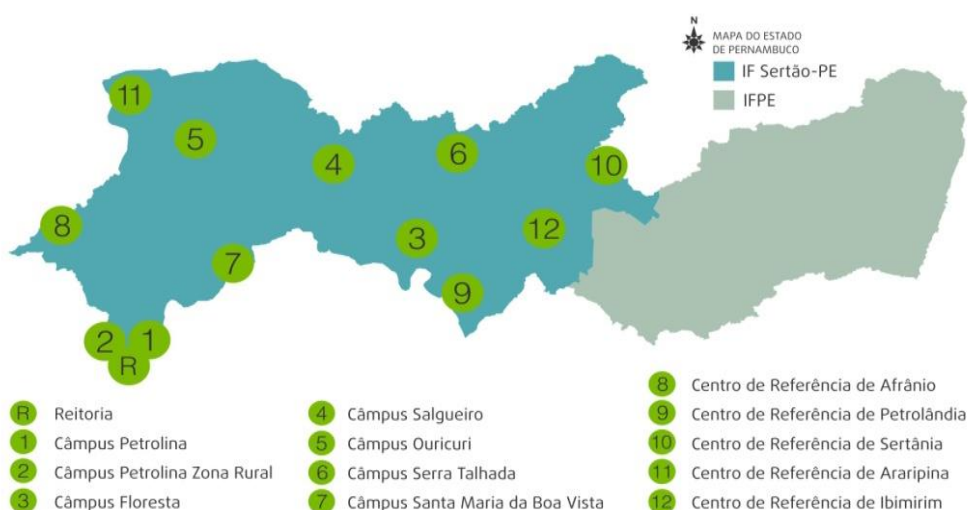 N
MAPA DO ESTADO
DE PERNAMBUCO
IF Sertão-PE
IFPE
11
5
4
6
10
8
7
3
12
9
2
1
R
R Reitoria
1 Câmpus Petrolina
2 Câmpus Petrolina Zona Rural
3 Câmpus Floresta
4 Câmpus Salgueiro
5 Câmpus Ouricuri
6 Câmpus Serra Talhada
7 Câmpus Santa Maria da Boa Vista
8 Centro de Referência de Afrânio
9 Centro de Referência de Petrolândia
10 Centro de Referência de Sertânia
11 Centro de Referência de Araripina
12 Centro de Referência de Ibimirim